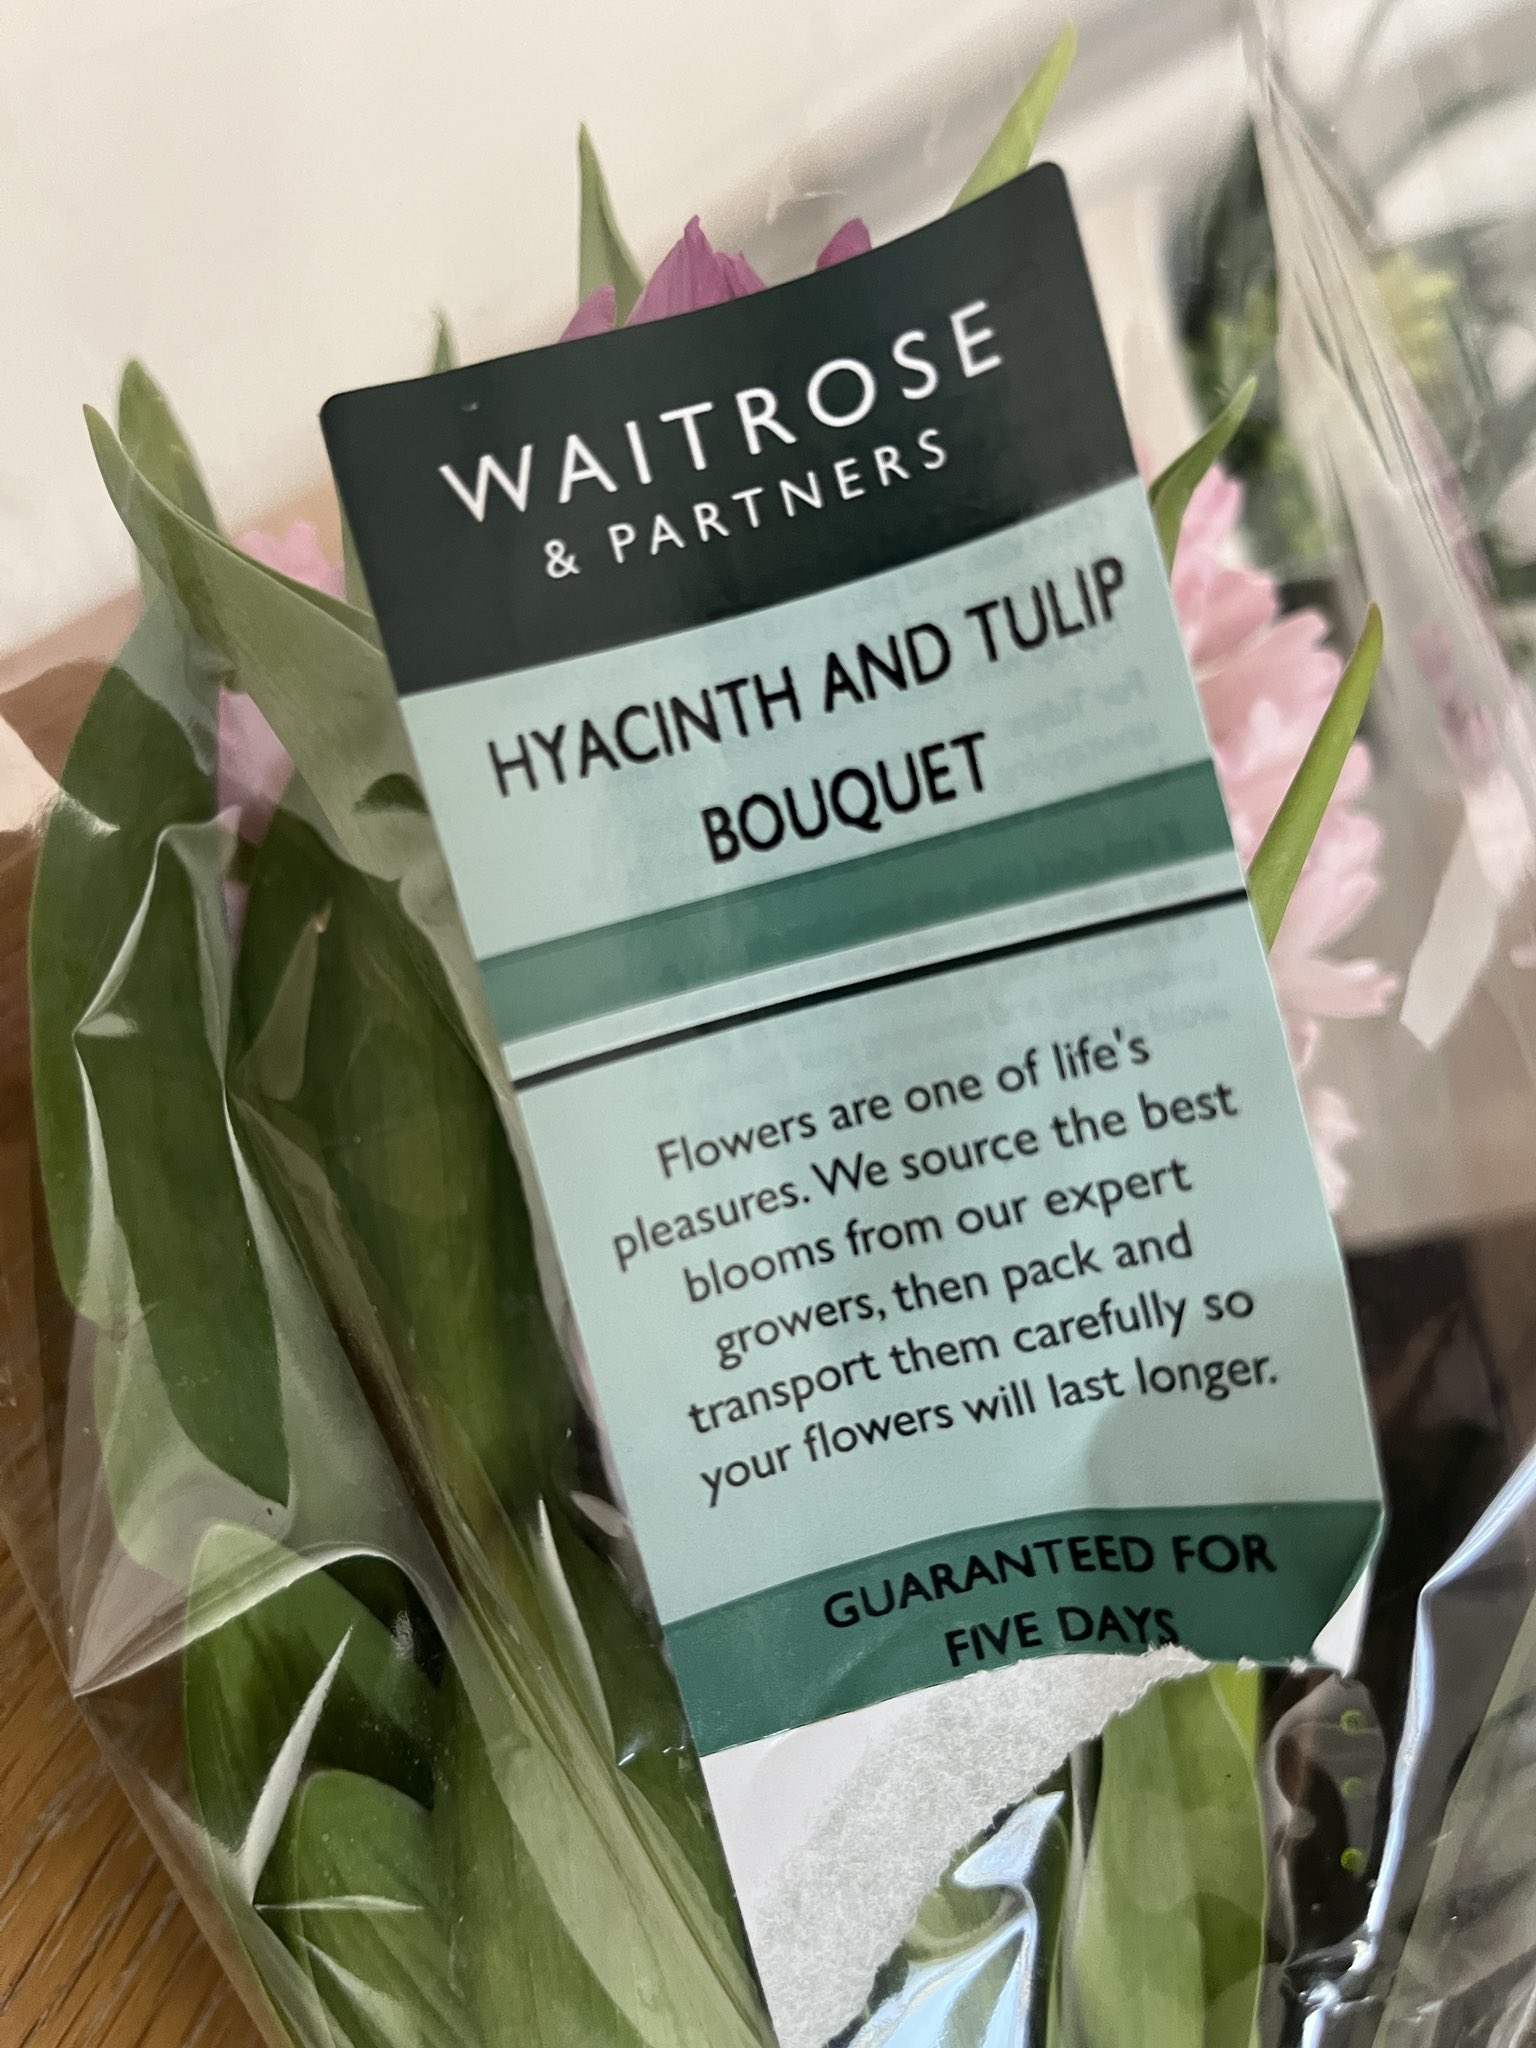 WAITROSE
& PARTNERS
HYACINTH AND TULIP
BOUQUET
Flowers are one of life's
pleasures. We source the best
blooms from our expert
growers, then pack and
transport them carefully so
your flowers will last longer.
GUARANTEED FOR
FIVE DAYS